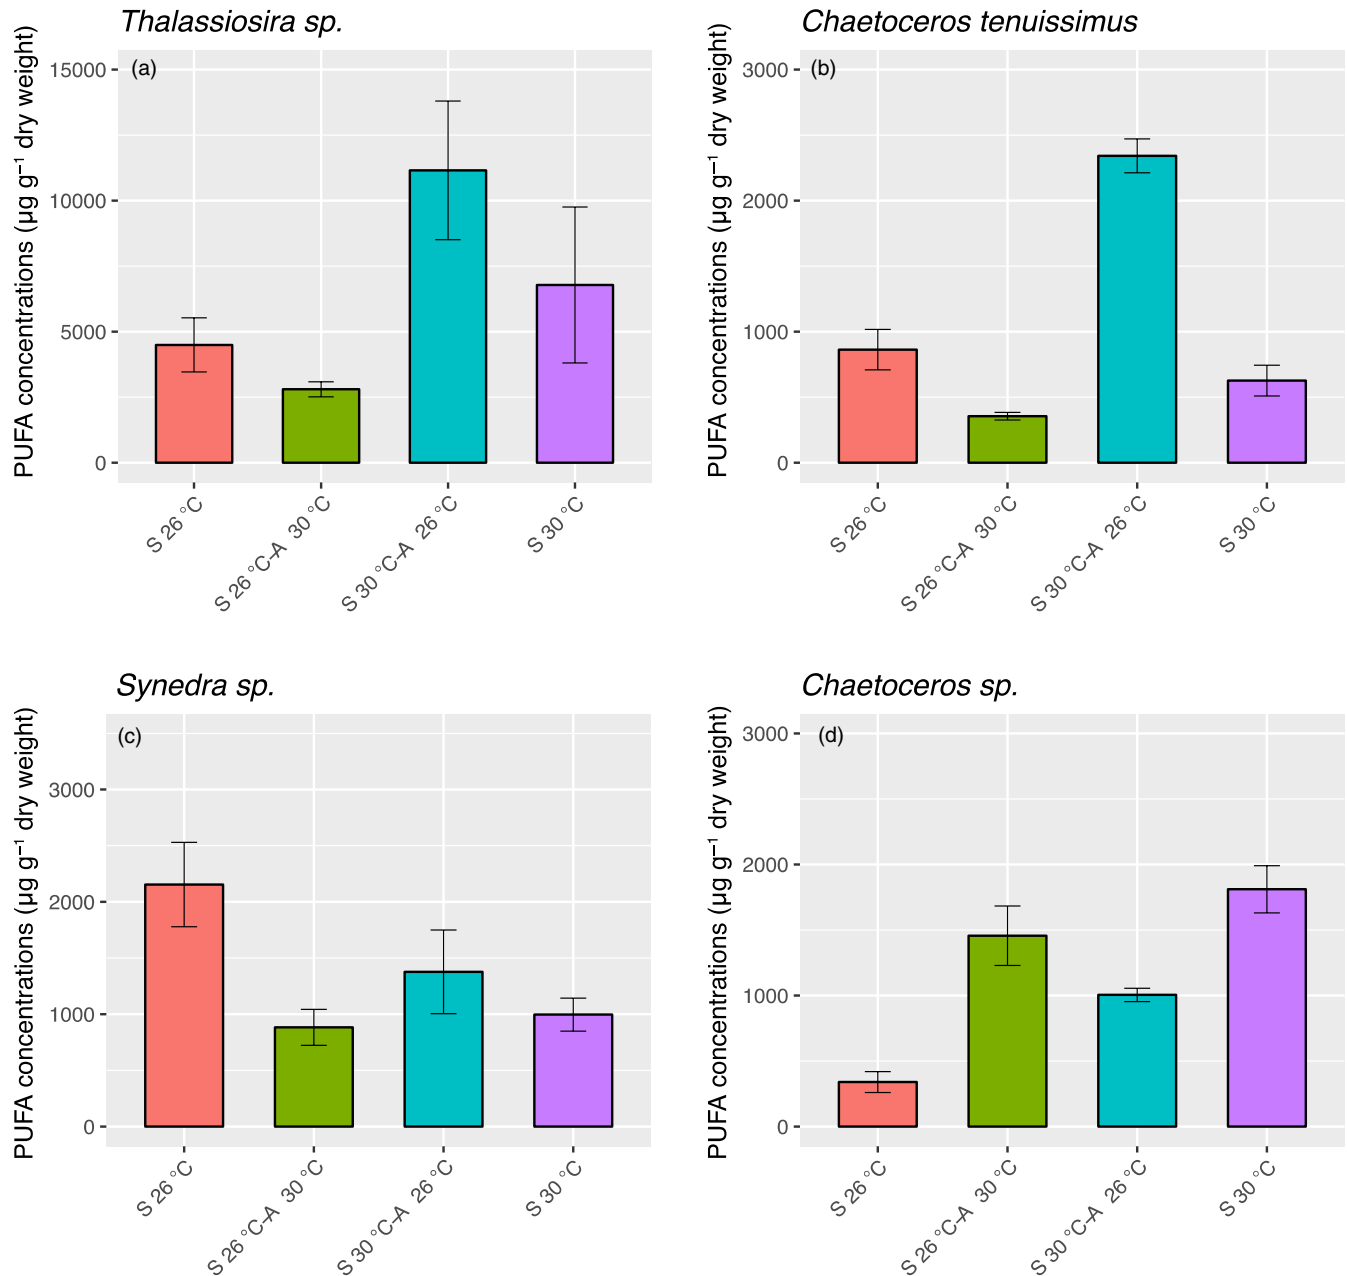 Thalassiosira sp.
PUFA concentrations (µg g⁻¹ dry weight)
15000
10000
5000
0
(a)
S 26 °C
S 26 °C-A 30 °C
S 30 °C-A 26 °C
S 30 °C
Chaetoceros tenuissimus
PUFA concentrations (µg g⁻¹ dry weight)
3000
2000
1000
0
(b)
S 26 °C
S 26 °C-A 30 °C
S 30 °C-A 26 °C
S 30 °C
Synedra sp.
PUFA concentrations (µg g⁻¹ dry weight)
3000
2000
1000
0
(c)
S 26 °C
S 26 °C-A 30 °C
S 30 °C-A 26 °C
S 30 °C
Chaetoceros sp.
PUFA concentrations (µg g⁻¹ dry weight)
3000
2000
1000
0
(d)
S 26 °C
S 26 °C-A 30 °C
S 30 °C-A 26 °C
S 30 °C